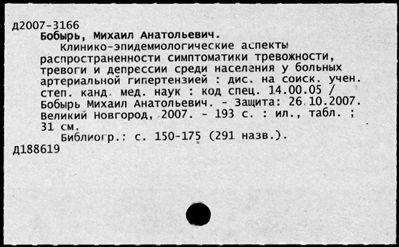 Д2007-3166
Бобырь, Михаил Анатольевич.
Клинико-эпидемиологические аспекты
распространенности симптоматики тревожности,
тревоги и депрессии среди населения у больных
артериальной гипертензией : дис. на соиск. учен.
степ. канд. мед. наук : код спец. 14.00.05 /
Бобырь Михаил Анатольевич. - Защита: 26.10.2007.
Великий Новгород, 2007. - 193 с. : ил., табл. ;
31 см.
Библиогр.: с. 150-175 (291 назв.).
Д188619